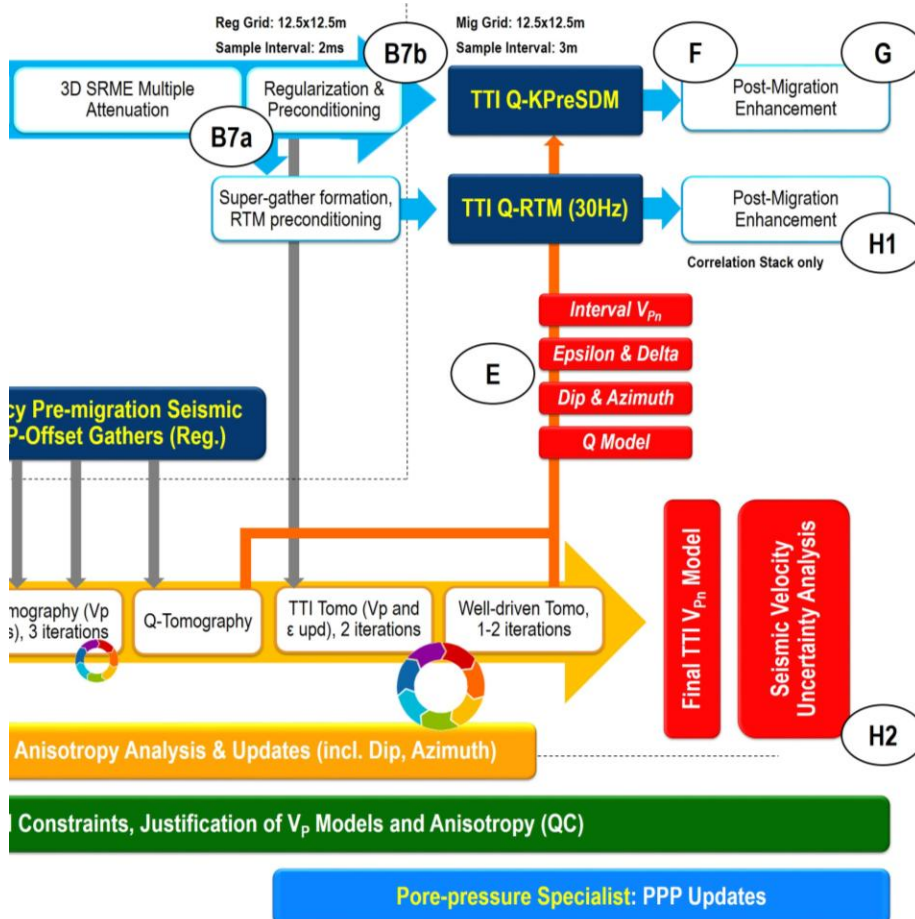 Reg Grid: 12.5x12.5m
Sample Interval: 2ms
Mig Grid: 12.5x12.5m
Sample Interval: 3m
B7b
F
G
3D SRME Multiple
Attenuation
Regularization &
Preconditioning
TTI Q-KPreSDM
Post-Migration
Enhancement
B7a
Super-gather formation,
RTM preconditioning
TTI Q-RTM (30Hz)
Post-Migration
Enhancement
H1
Correlation Stack only
Interval VPn
Epsilon & Delta
Dip & Azimuth
Q Model
E
cy Pre-migration Seismic
P-Offset Gathers (Reg.)
mography (Vp
s), 3 iterations
Q-Tomography
TTI Tomo (Vp and
ε upd), 2 iterations
Well-driven Tomo,
1-2 iterations
Final TTI VPn Model
Seismic Velocity
Uncertainty Analysis
H2
Anisotropy Analysis & Updates (incl. Dip, Azimuth)
Constraints, Justification of VP Models and Anisotropy (QC)
Pore-pressure Specialist: PPP Updates